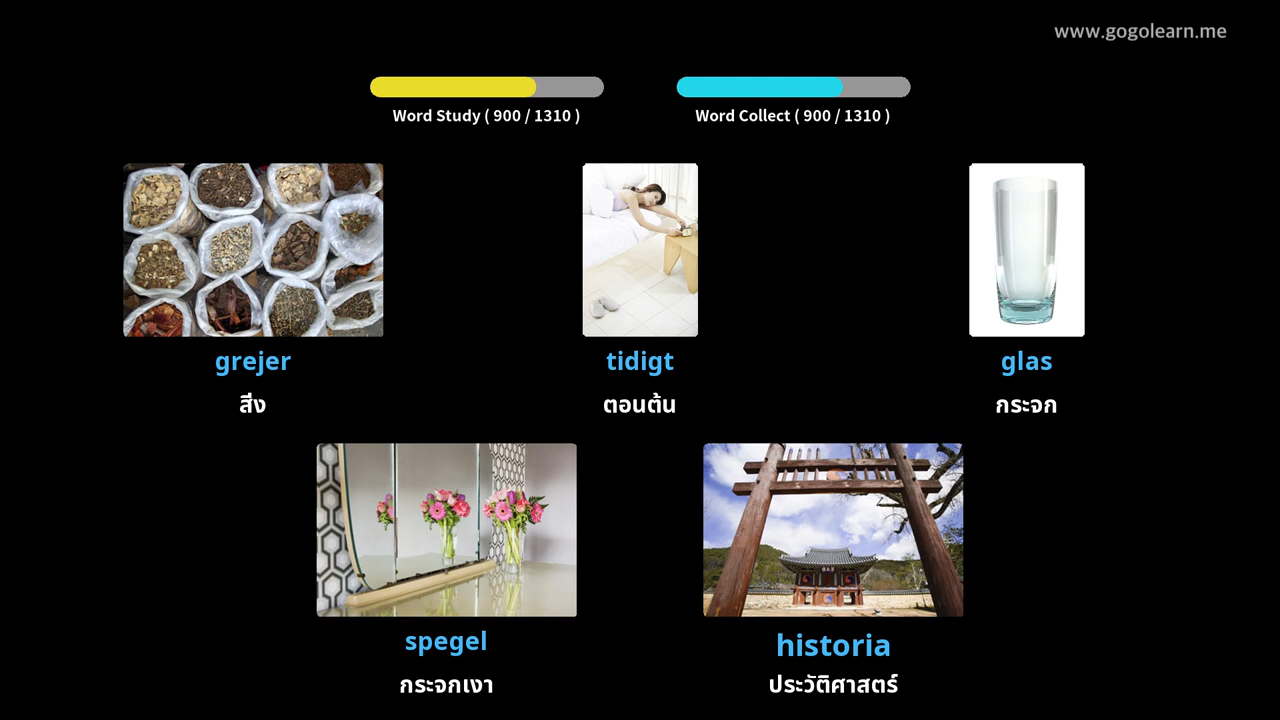 www.gogolearn.me
Word Study ( 900 / 1310 )
Word Collect ( 900 / 1310 )
grejer
tidigt
glas
สิ่ง
ตอนต้น
กระจก
spegel
historia
กระจกเงา
ประวัติศาสตร์